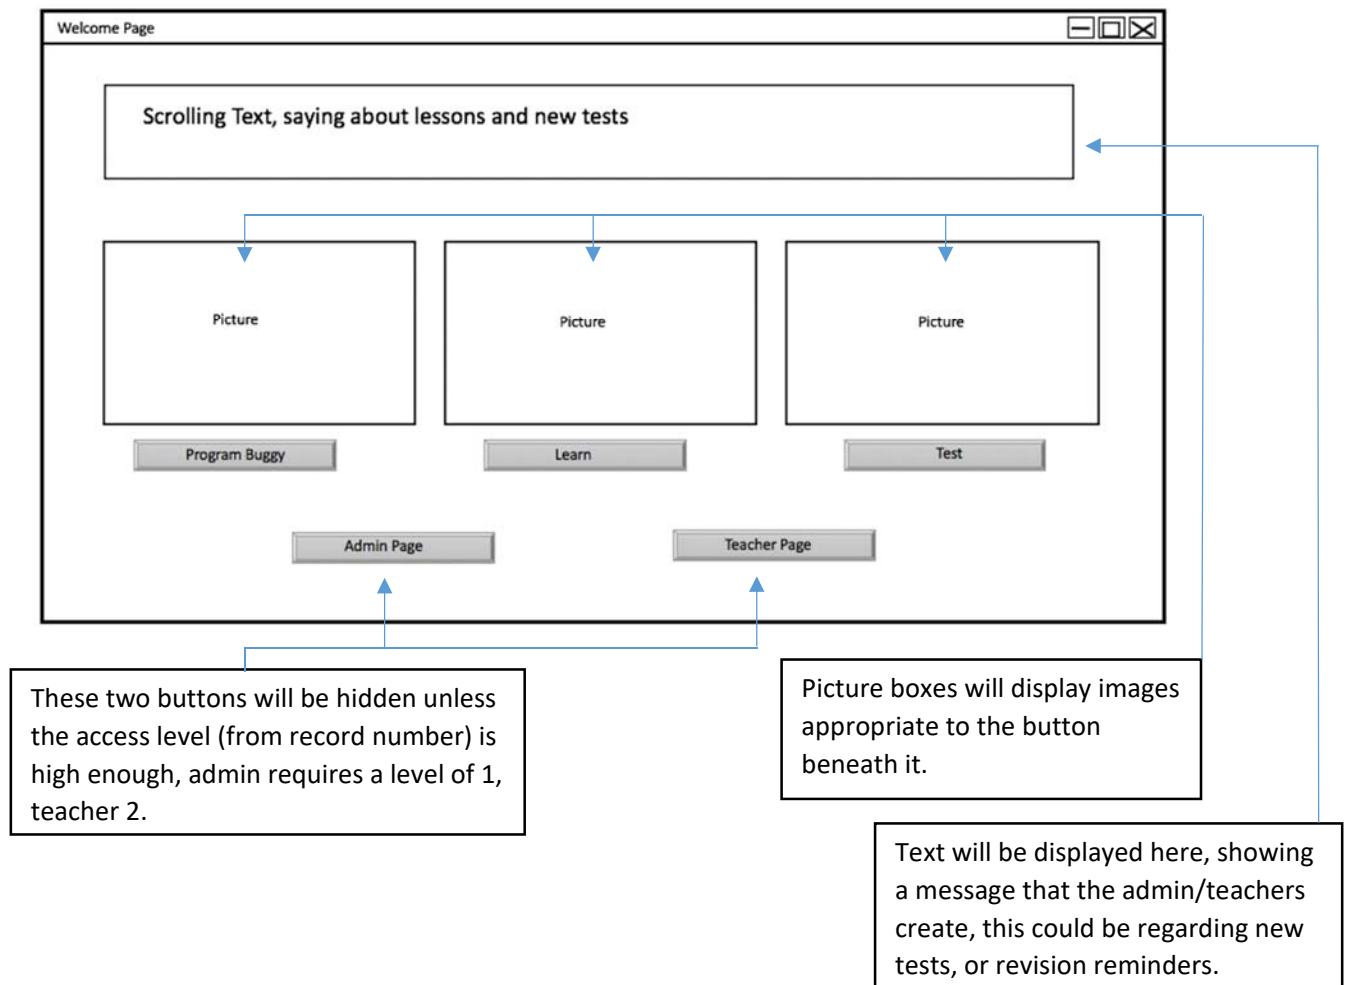 Welcome Page
Scrolling Text, saying about lessons and new tests
Picture
Picture
Picture
Program Buggy
Learn
Test
Admin Page
Teacher Page
These two buttons will be hidden unless
the access level (from record number) is
high enough, admin requires a level of 1,
teacher 2.
Picture boxes will display images
appropriate to the button
beneath it.
Text will be displayed here, showing
a message that the admin/teachers
create, this could be regarding new
tests, or revision reminders.